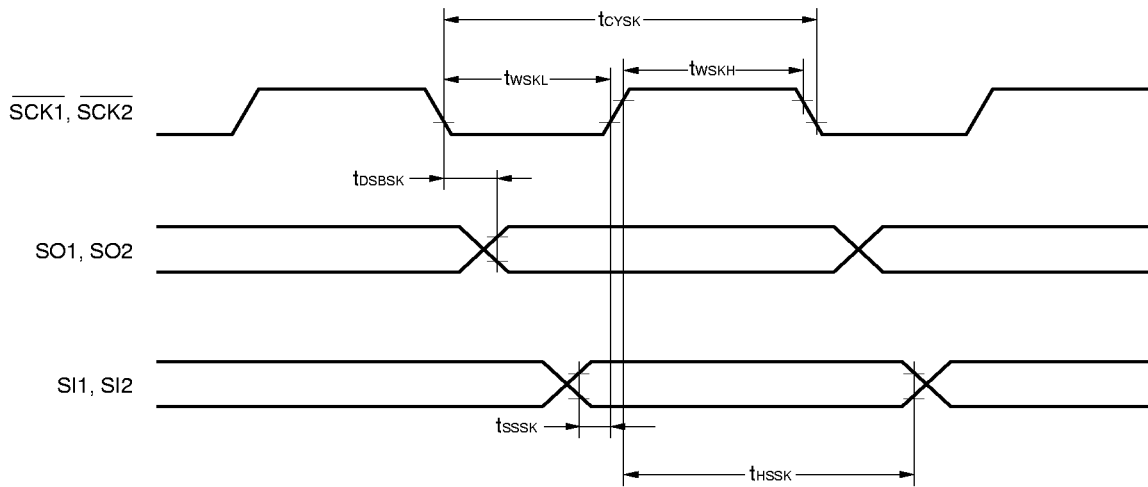 tCYSK
tWSKL
tWSKH
SCK1, SCK2
tDSBSK
SO1, SO2
SI1, SI2
tSSSK
tHSSK